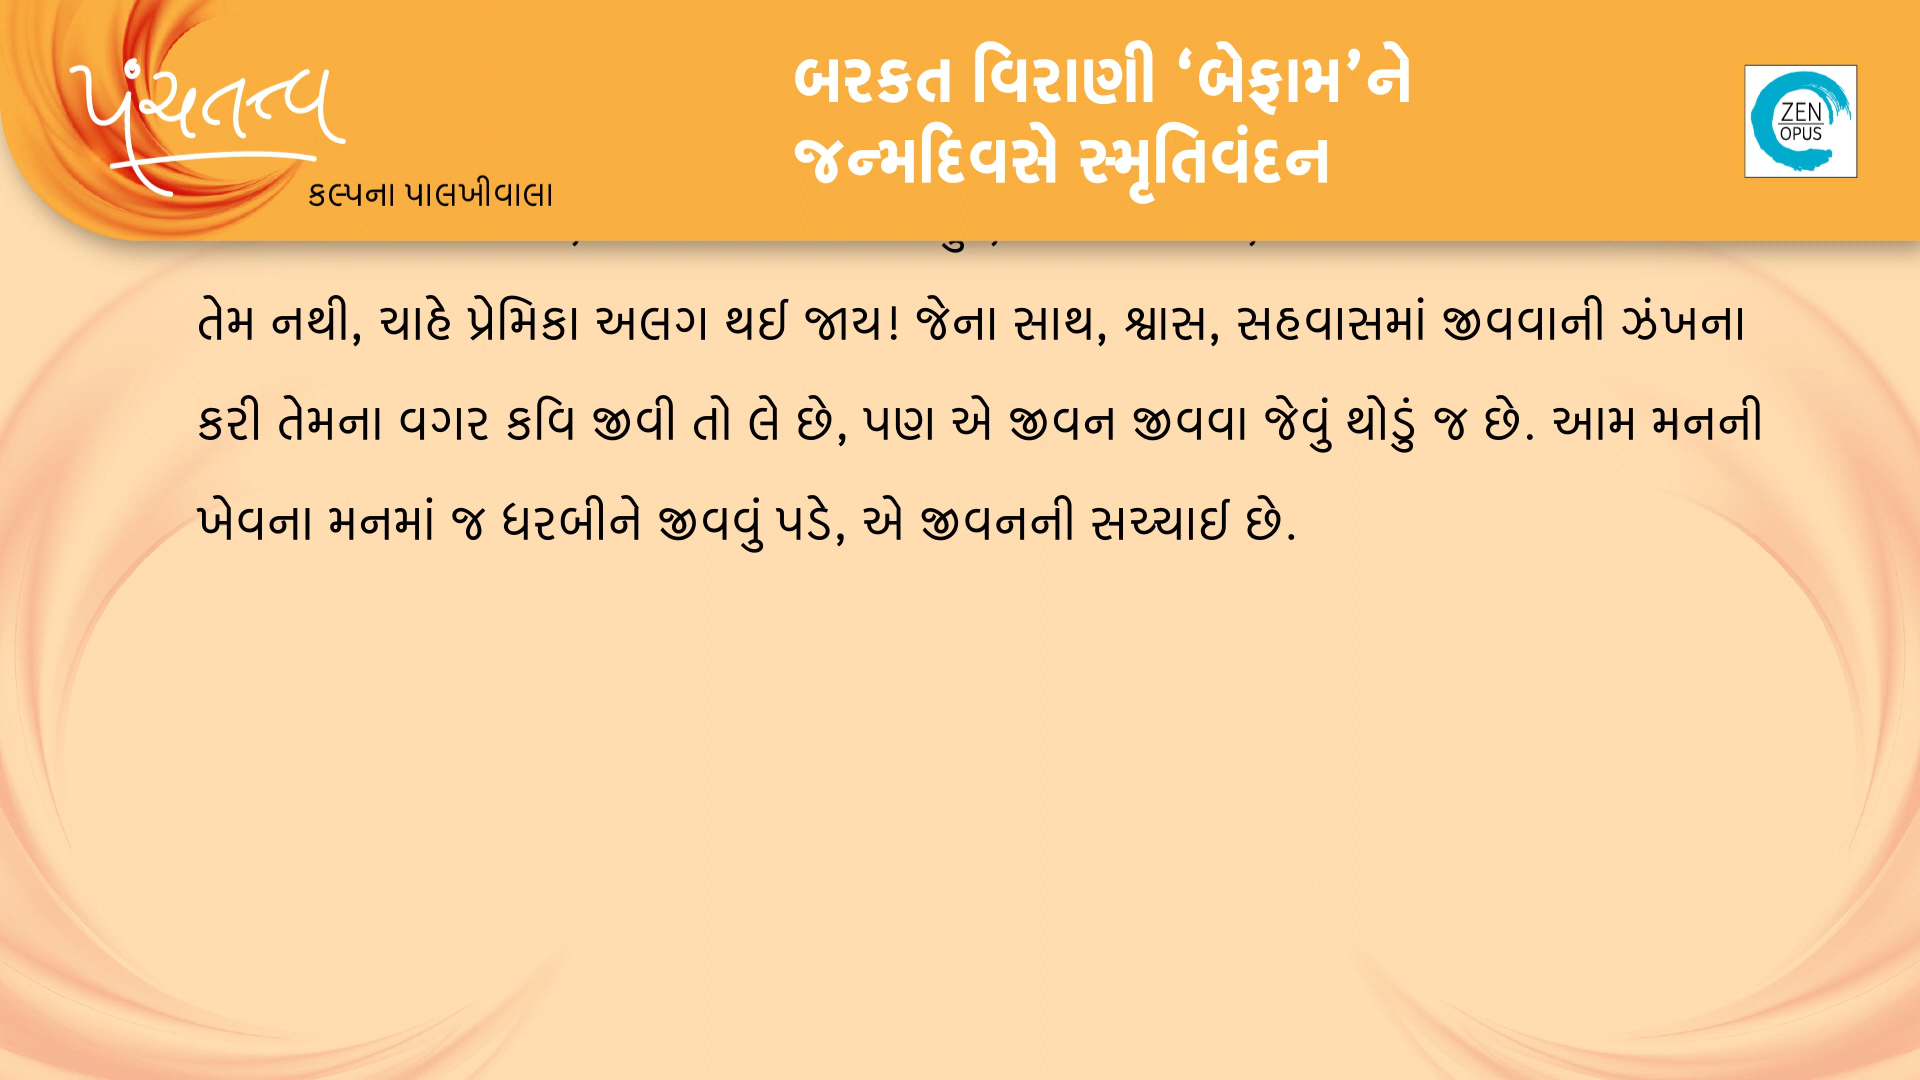 પંચતત્ત્વ
કલ્પના પાલખીવાલા
બરકત વિરાણી ‘બેફામ’ને
જન્મદિવસે સ્મૃતિવંદન
ZEN
OPUS
તેમ નથી, ચાહે પ્રેમિકા અલગ થઈ જાય! જેના સાથ, શ્વાસ, સહવાસમાં જીવવાની ઝંખના
કરી તેમના વગર કવિ જીવી તો લે છે, પણ એ જીવન જીવવા જેવું થોડું જ છે. આમ મનની
ખેવના મનમાં જ ધરબીને જીવવું પડે, એ જીવનની સચ્ચાઈ છે.